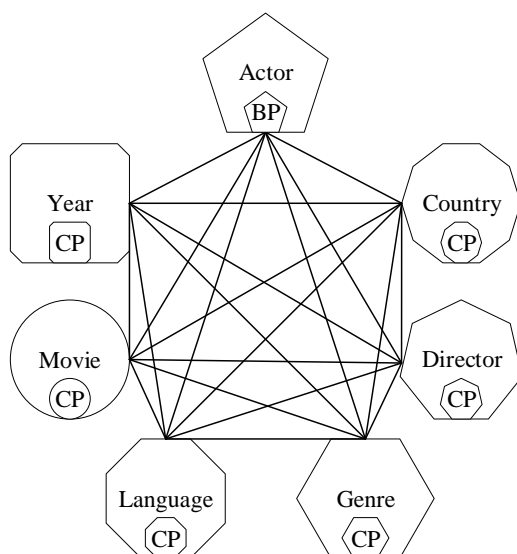 Actor
BP
Year
CP
Country
CP
Movie
CP
Director
CP
Language
CP
Genre
CP